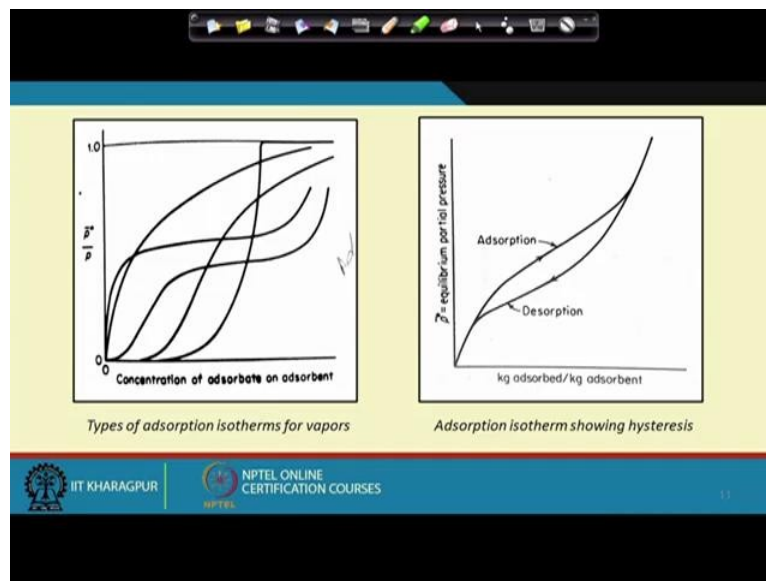 1.0
p̄*
p
0
0
Concentration of adsorbate on adsorbent
Types of adsorption isotherms for vapors
p̄* = equilibrium partial pressure
Adsorption
Desorption
kg adsorbed/kg adsorbent
Adsorption isotherm showing hysteresis
IIT KHARAGPUR
NPTEL
NPTEL ONLINE
CERTIFICATION COURSES
11